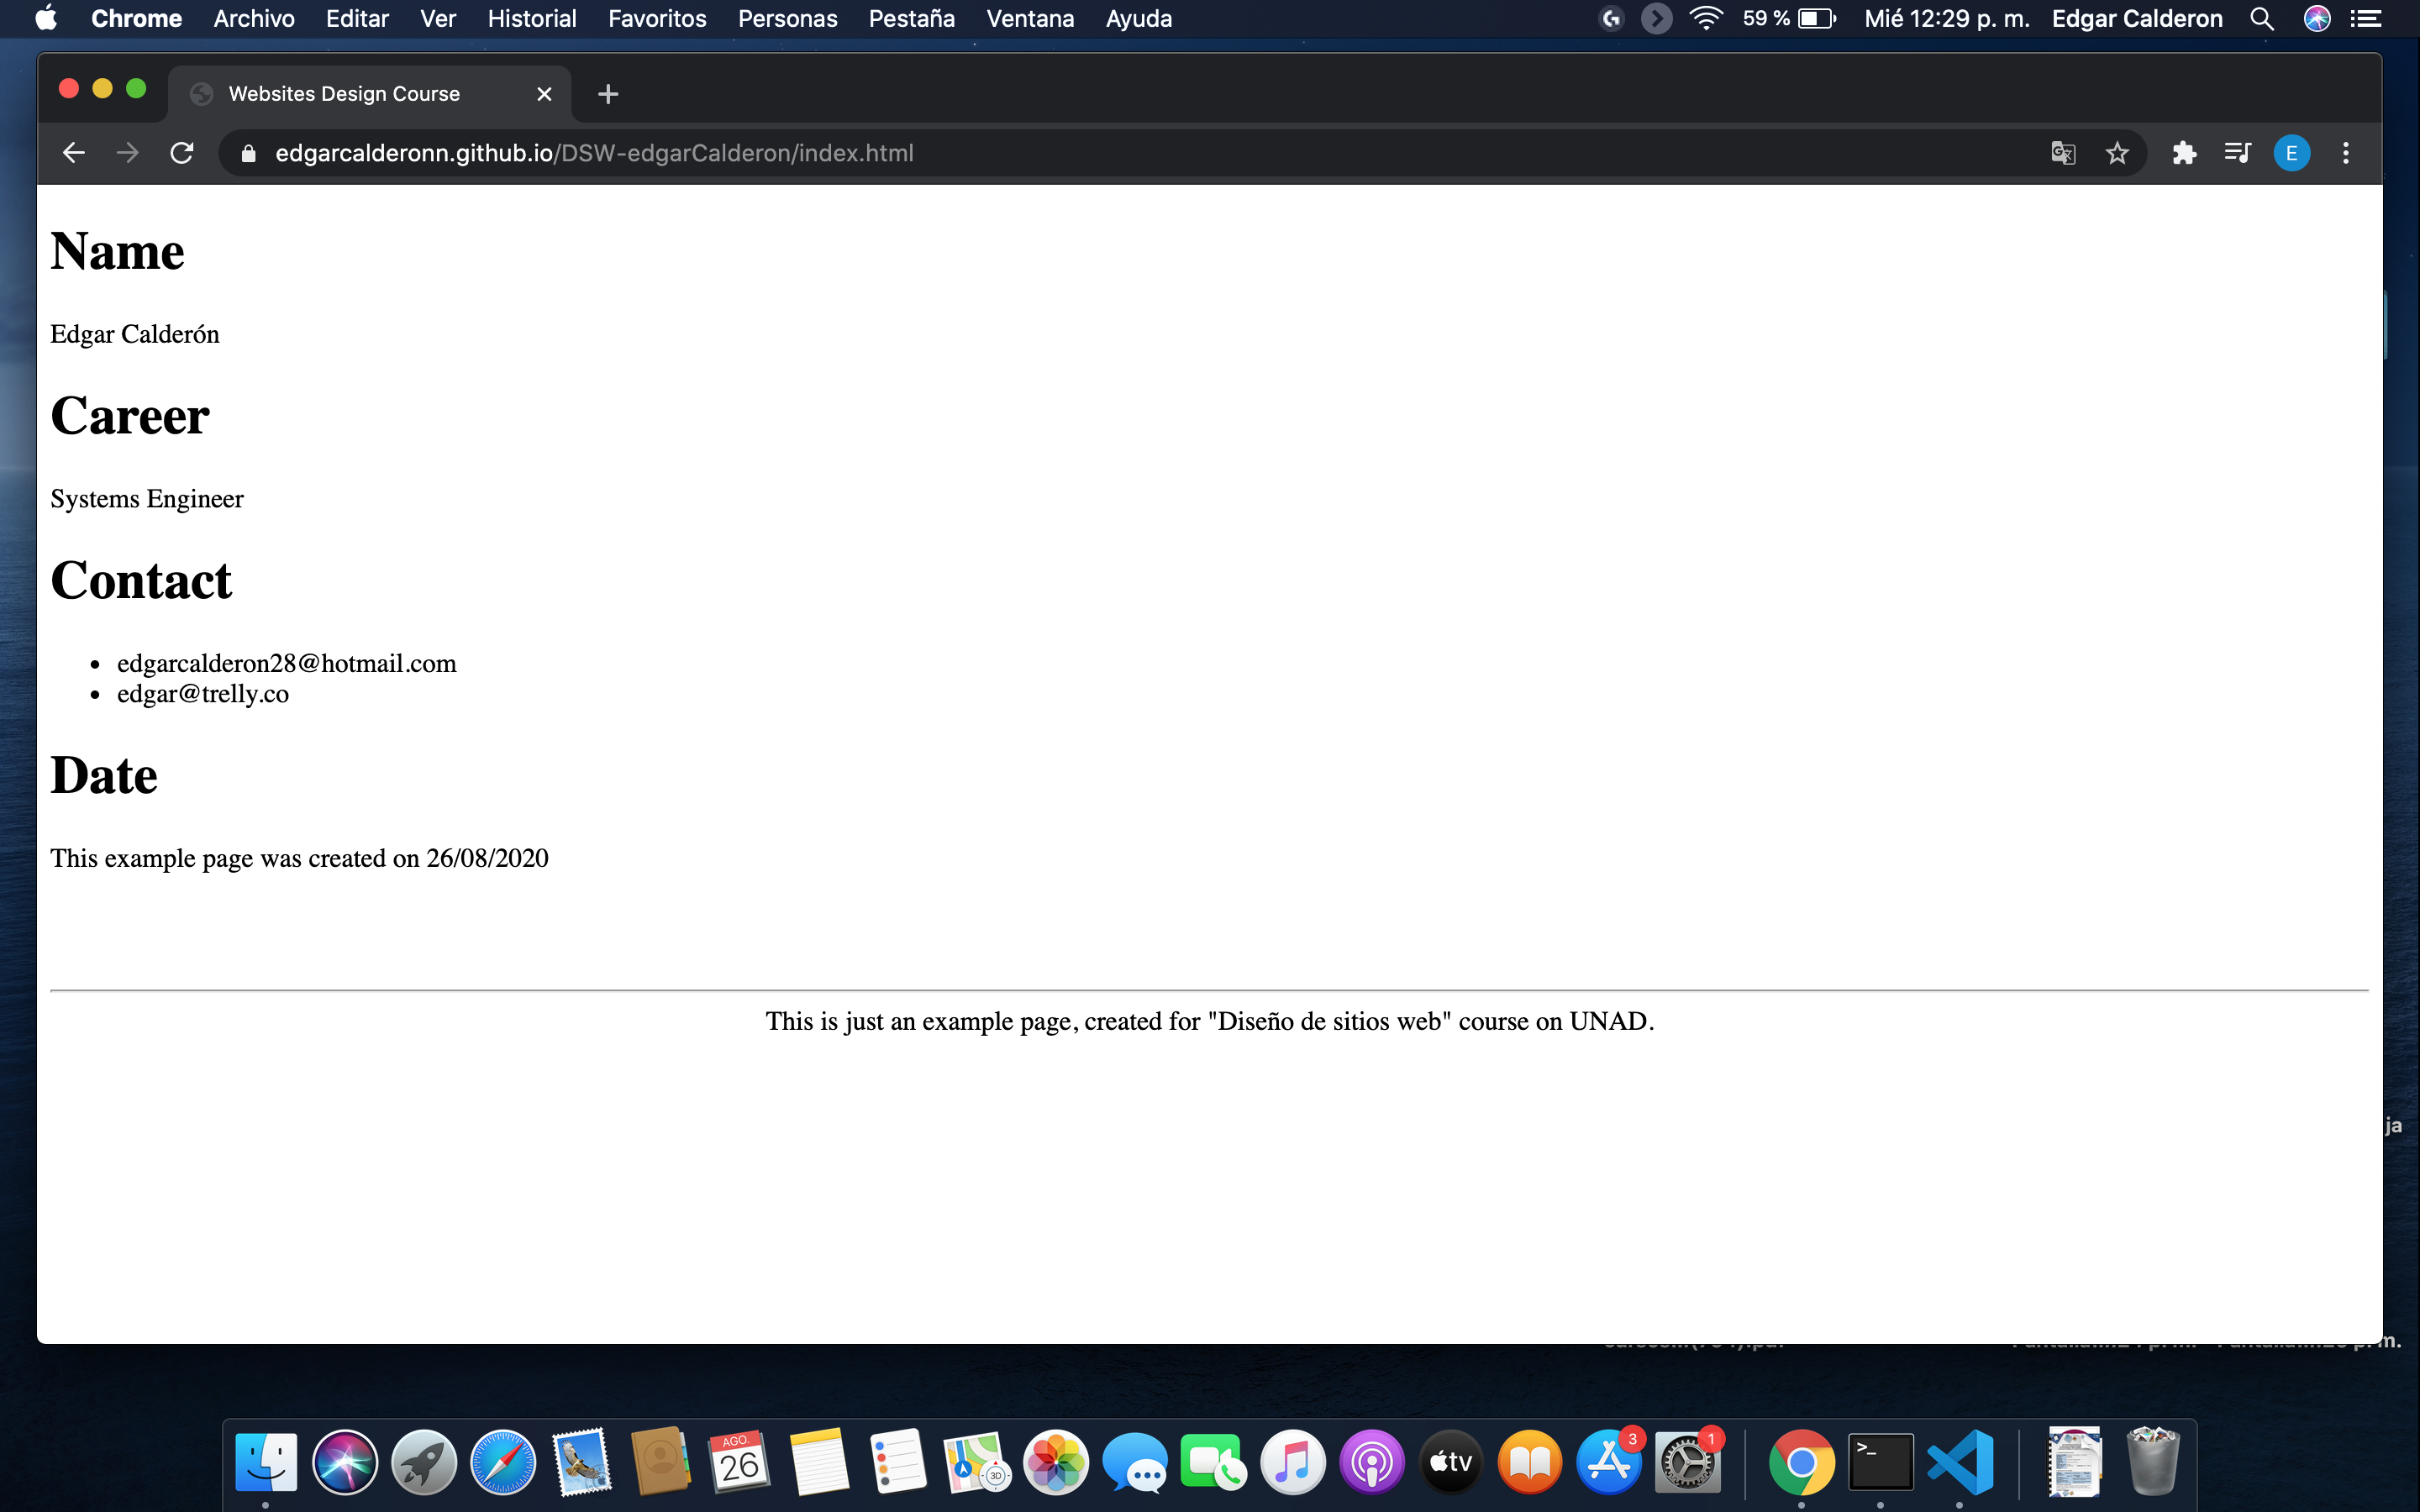 Chrome Archivo Editar Ver Historial Favoritos Personas Pestaña Ventana Ayuda 59 % Mié 12:29 p. m. Edgar Calderon
Websites Design Course
edgarcalderonn.github.io/DSW-edgarCalderon/index.html
E
Name
Edgar Calderón
Career
Systems Engineer
Contact
edgarcalderon28@hotmail.com
edgar@trelly.co
Date
This example page was created on 26/08/2020
This is just an example page, created for "Diseño de sitios web" course on UNAD.
ja
m.
AGO.
26
3D
tv
3
1
>_